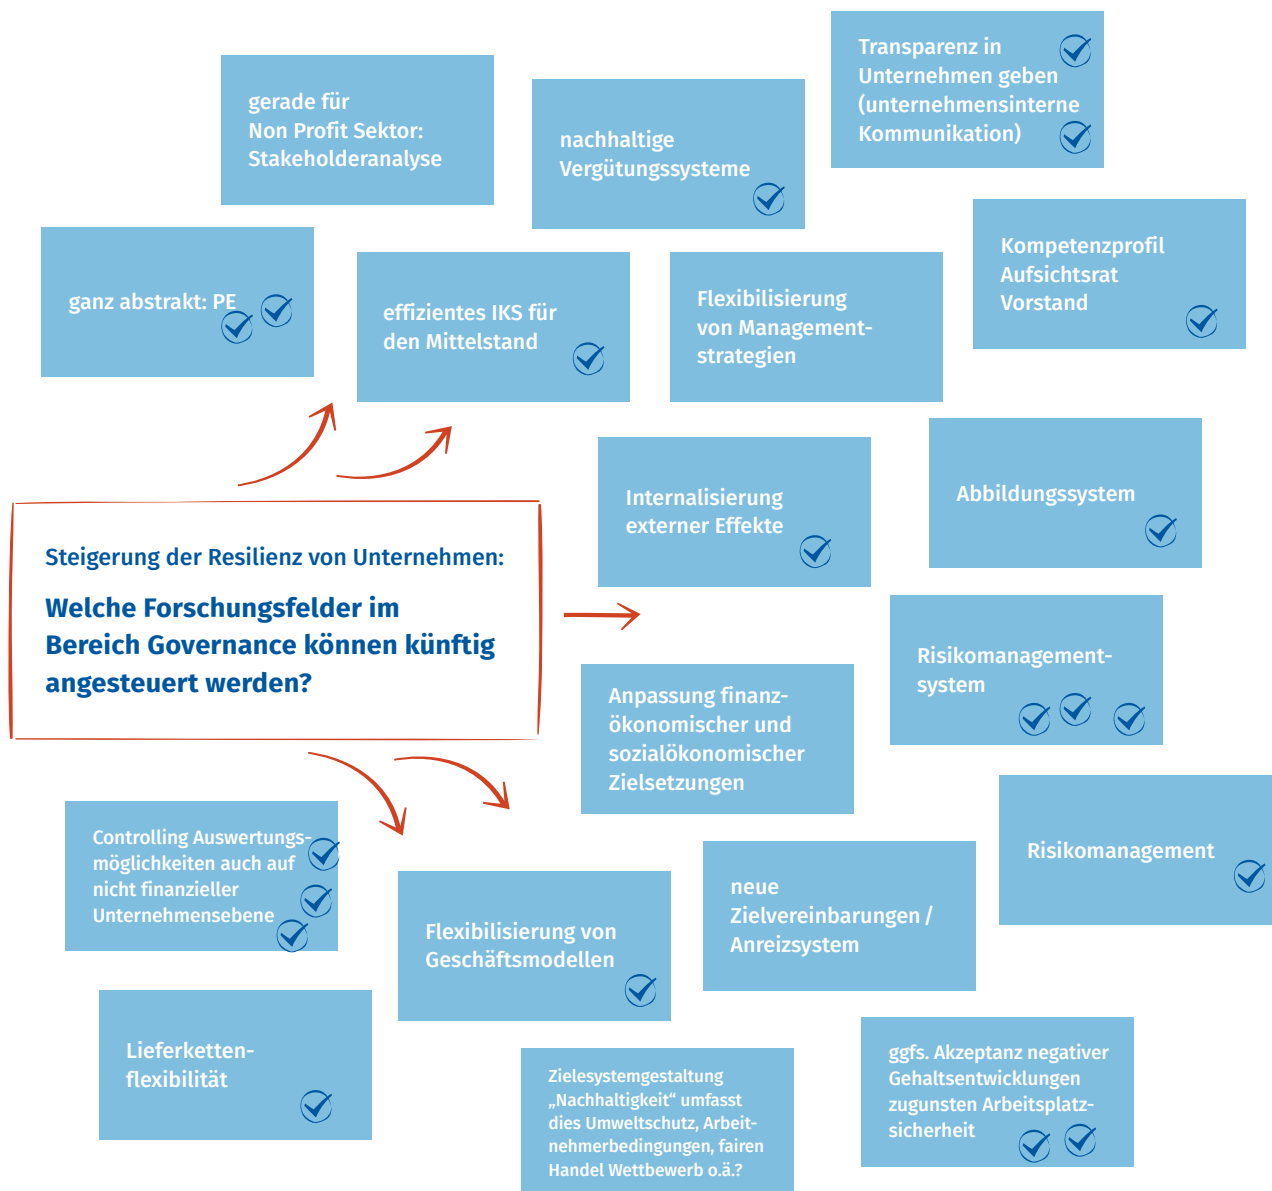 Transparenz in
Unternehmen geben
(unternehmensinterne
Kommunikation)
gerade für
Non Profit Sektor:
Stakeholderanalyse
nachhaltige
Vergütungssysteme
Kompetenzprofil
Aufsichtsrat
Vorstand
ganz abstrakt: PE
effizientes IKS für
den Mittelstand
Flexibilisierung
von Management-
strategien
Internalisierung
externer Effekte
Abbildungssystem
Steigerung der Resilienz von Unternehmen:
Welche Forschungsfelder im
Bereich Governance können künftig
angesteuert werden?
Risikomanagement-
system
Anpassung finanz-
ökonomischer und
sozialökonomischer
Zielsetzungen
Controlling Auswertungs-
möglichkeiten auch auf
nicht finanzieller
Unternehmensebene
Risikomanagement
Flexibilisierung von
Geschäftsmodellen
neue
Zielvereinbarungen /
Anreizsystem
Lieferketten-
flexibilität
Zielesystemgestaltung
„Nachhaltigkeit“ umfasst
dies Umweltschutz, Arbeit-
nehmerbedingungen, fairen
Handel Wettbewerb o.ä.?
ggfs. Akzeptanz negativer
Gehaltsentwicklungen
zugunsten Arbeitsplatz-
sicherheit